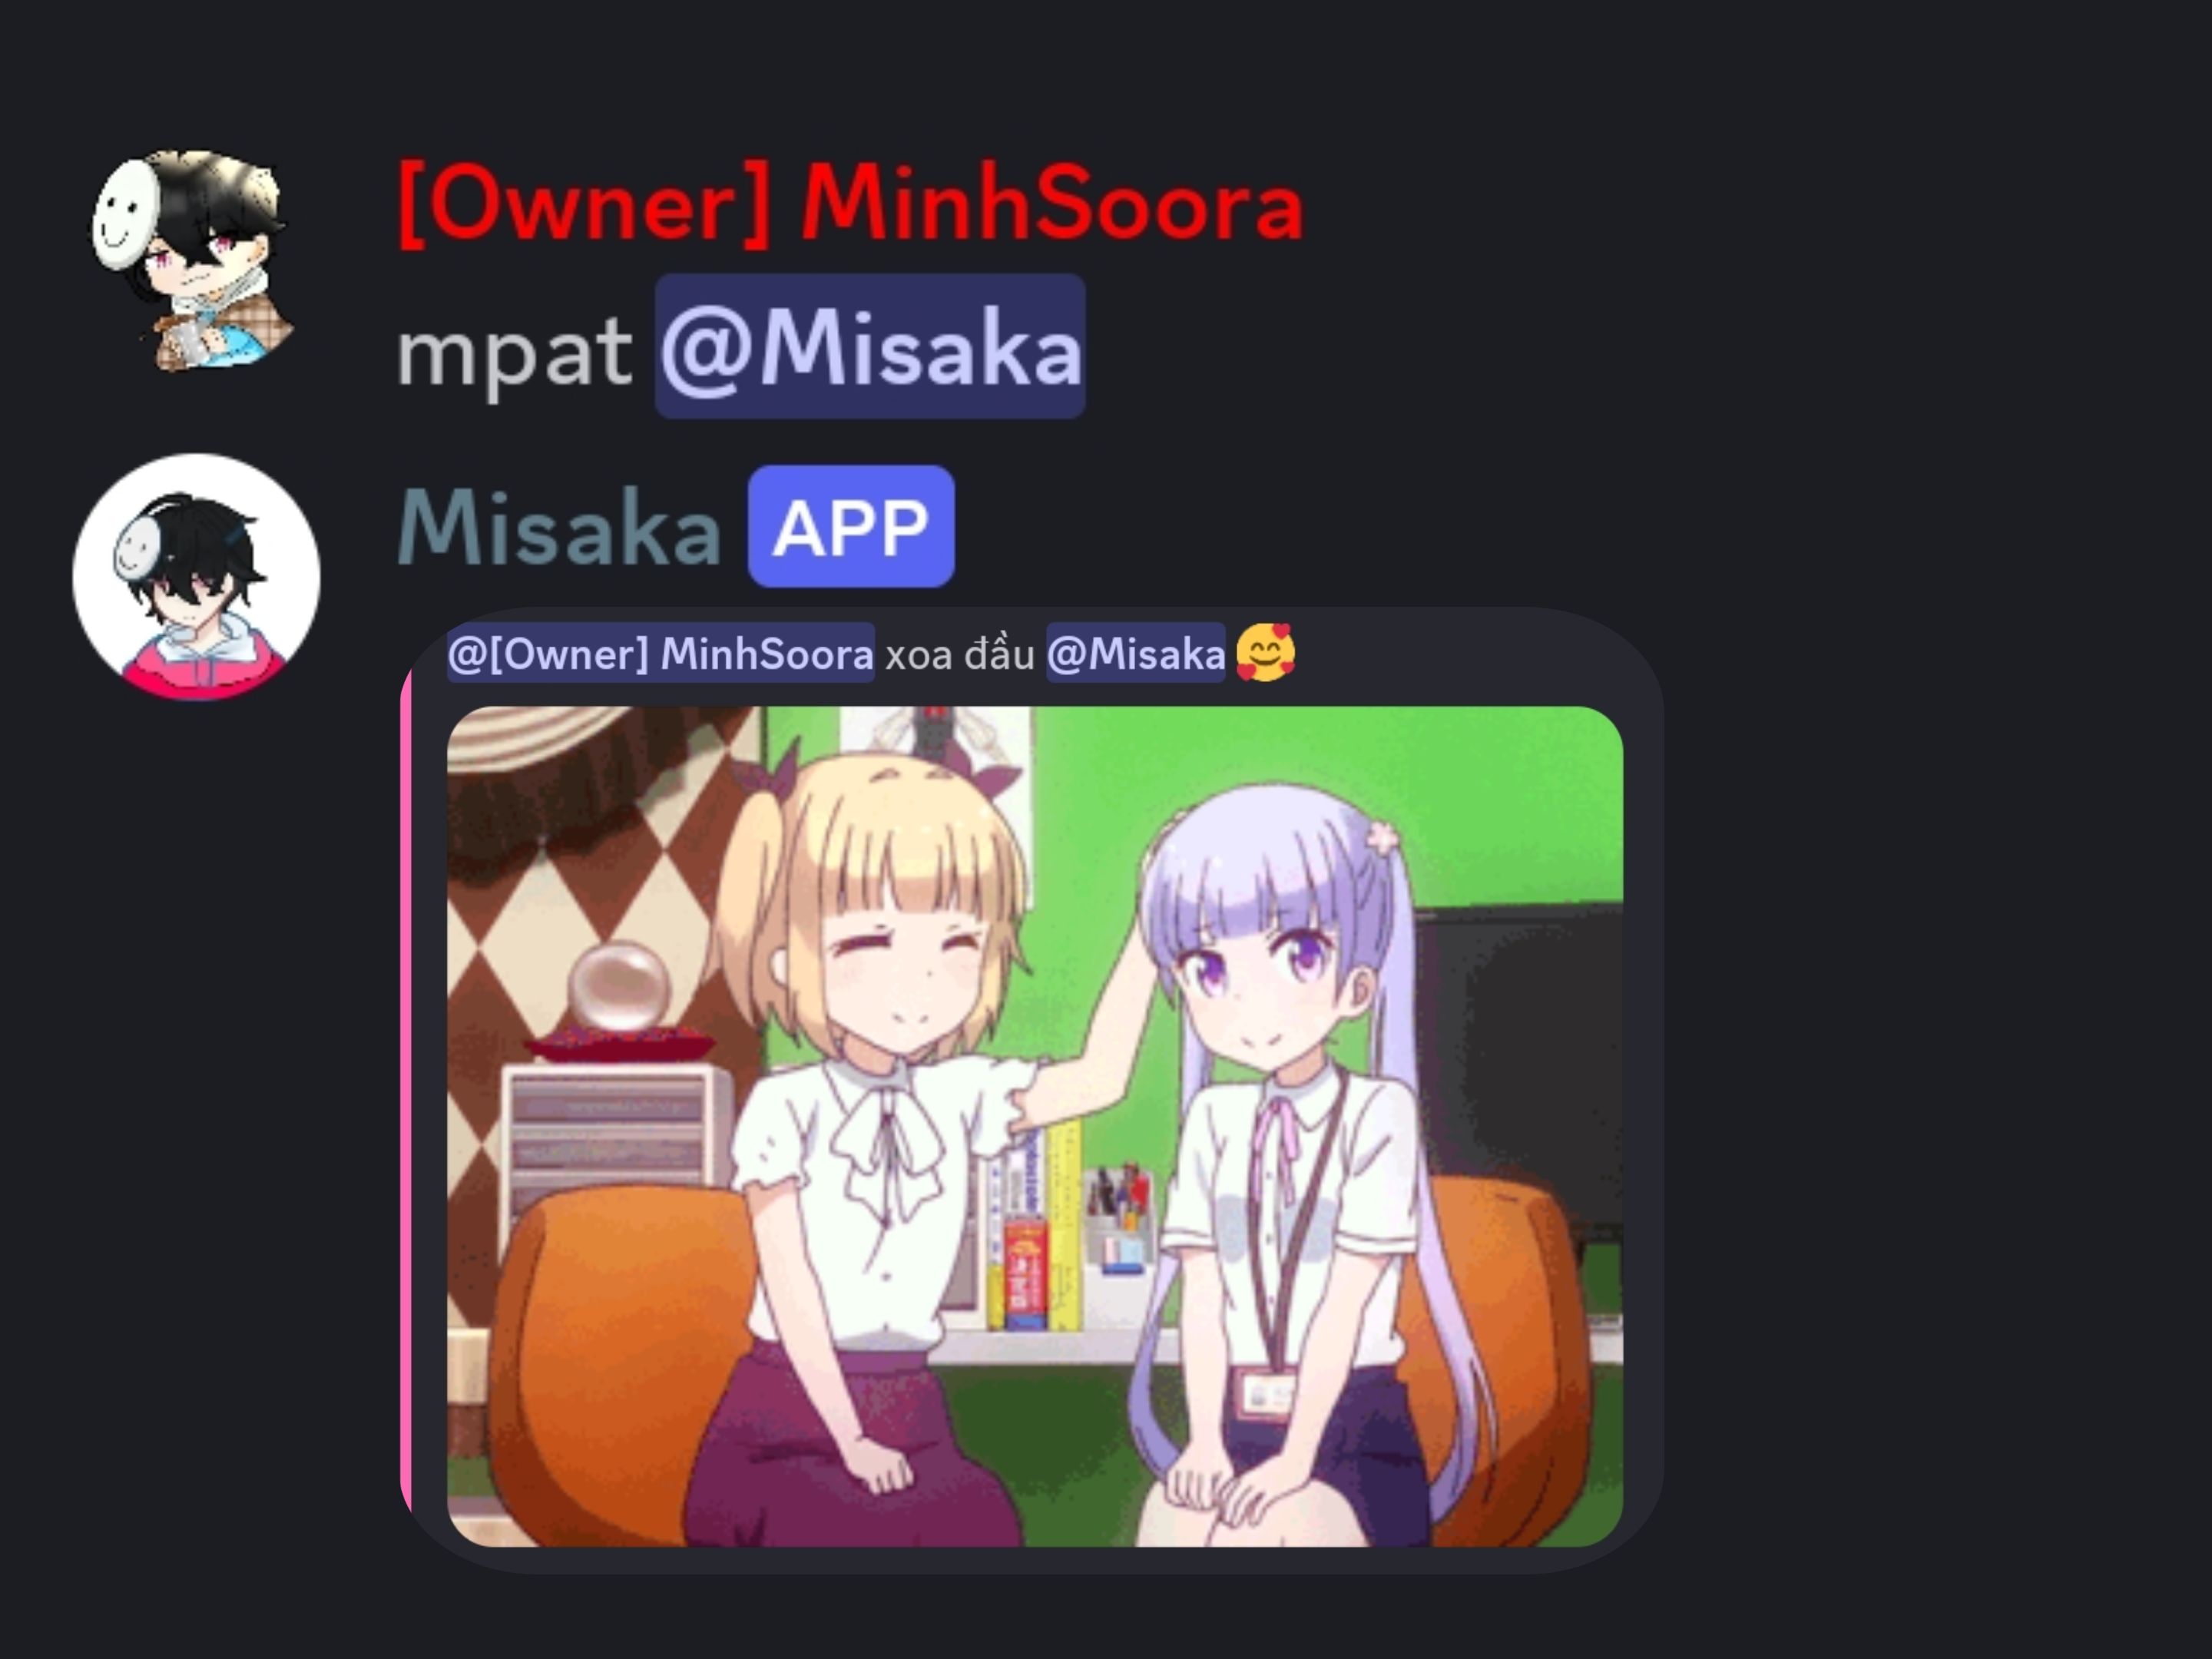 [Owner] MinhSoora
mpat @Misaka
Misaka APP
@[Owner] MinhSoora xoa đầu @Misaka 🥰